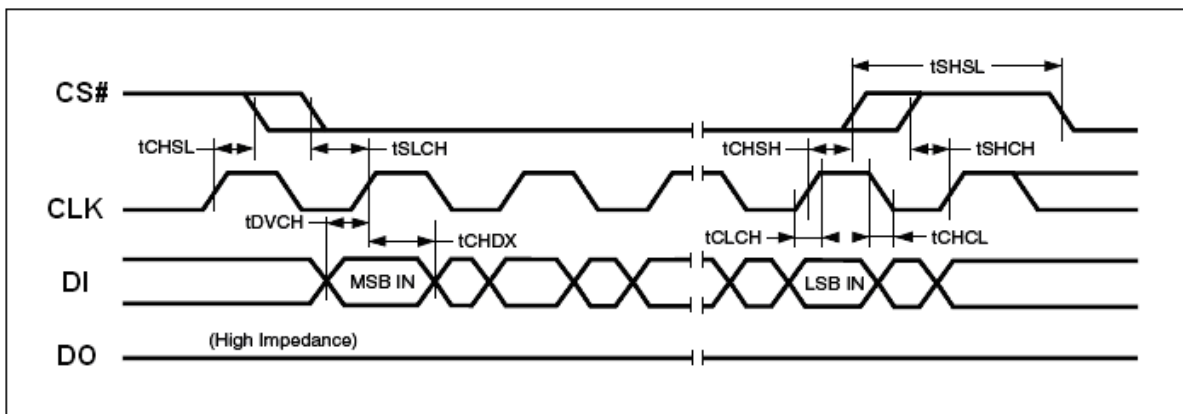 tSHSL
CS#
tCHSL
tSLCH
tCHSH
tSHCH
CLK
tDVCH
tCHDX
tCLCH
tCHCL
DI
MSB IN
LSB IN
(High Impedance)
DO